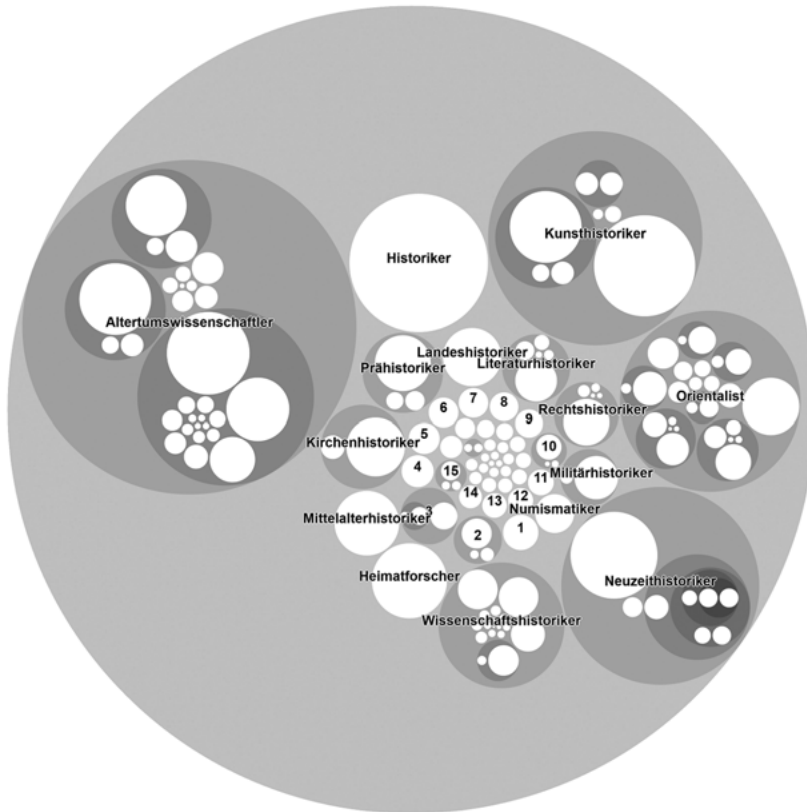 Kunsthistoriker
Historiker
Altertumswissenschaftler
Landeshistoriker
Literaturhistoriker
Prähistoriker
Orientalist
7
8
6
Rechtshistoriker
9
5
Kirchenhistoriker
10
4
15
11
Militärhistoriker
14
13
12
Numismatiker
3
Mittelalterhistoriker
2
1
Heimatforscher
Neuzeithistoriker
Wissenschaftshistoriker